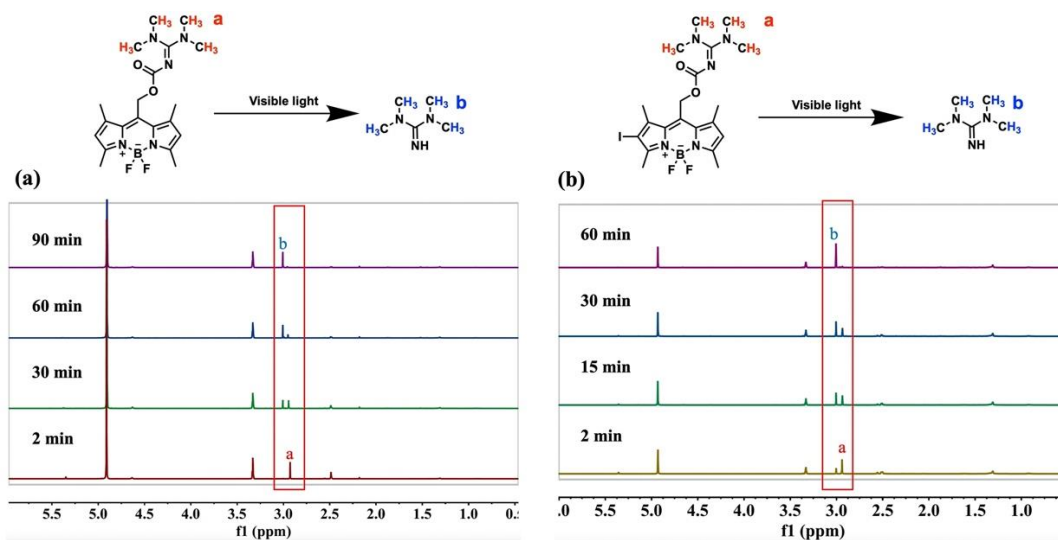 CH3 CH3 a
N N
H3C CH3
O N
O
Visible light
CH3 CH3 b
N N
H3C CH3
NH
N + B - N
F F
(a)
90 min
b
60 min
30 min
2 min
a
5.5 5.0 4.5 4.0 3.5 3.0 2.5 2.0 1.5 1.0
f1 (ppm)
CH3 CH3 a
N N
H3C CH3
O N
O
Visible light
CH3 CH3 b
N N
H3C CH3
NH
I
N + B - N
F F
(b)
60 min
b
30 min
15 min
2 min
a
5.5 5.0 4.5 4.0 3.5 3.0 2.5 2.0 1.5 1.0
f1 (ppm)